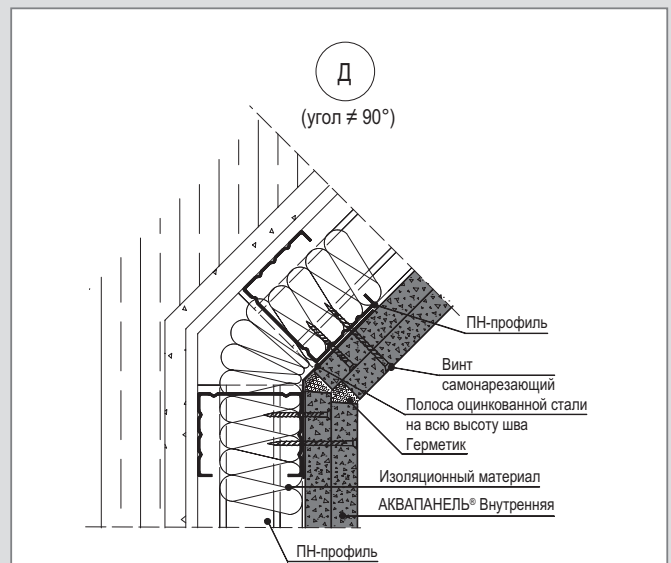 Д
(угол ≠ 90°)
ПН-профиль
Винт
самонарезающий
Полоса оцинкованной стали
на всю высоту шва
Герметик
Изоляционный материал
АКВАПАНЕЛЬ® Внутренняя
ПН-профиль